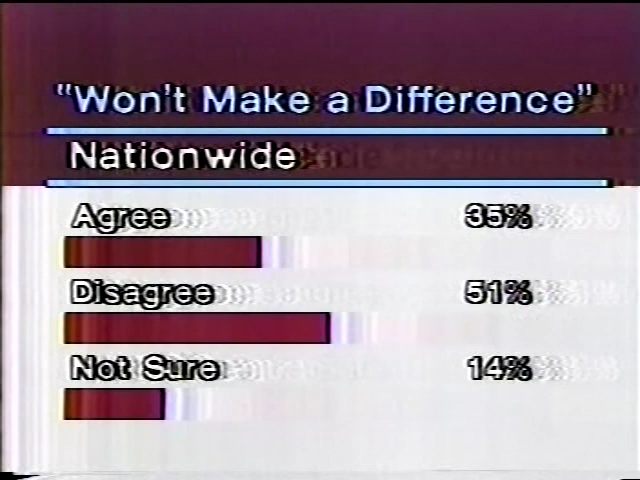 "Won't Make a Difference"
Nationwide
Agree 35%
Disagree 51%
Not Sure 14%